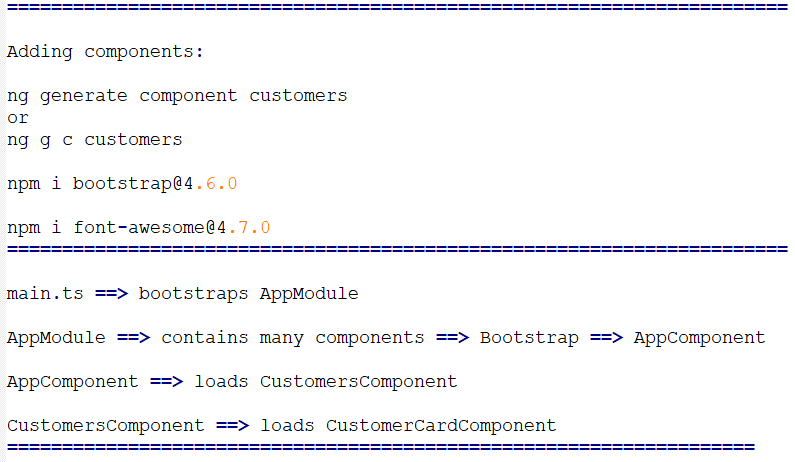 =======================================================================
Adding components:
ng generate component customers
or
ng g c customers
npm i bootstrap@4.6.0
npm i font-awesome@4.7.0
=======================================================================
main.ts ==> bootstraps AppModule
AppModule ==> contains many components ==> Bootstrap ==> AppComponent
AppComponent ==> loads CustomersComponent
CustomersComponent ==> loads CustomerCardComponent
====================================================================